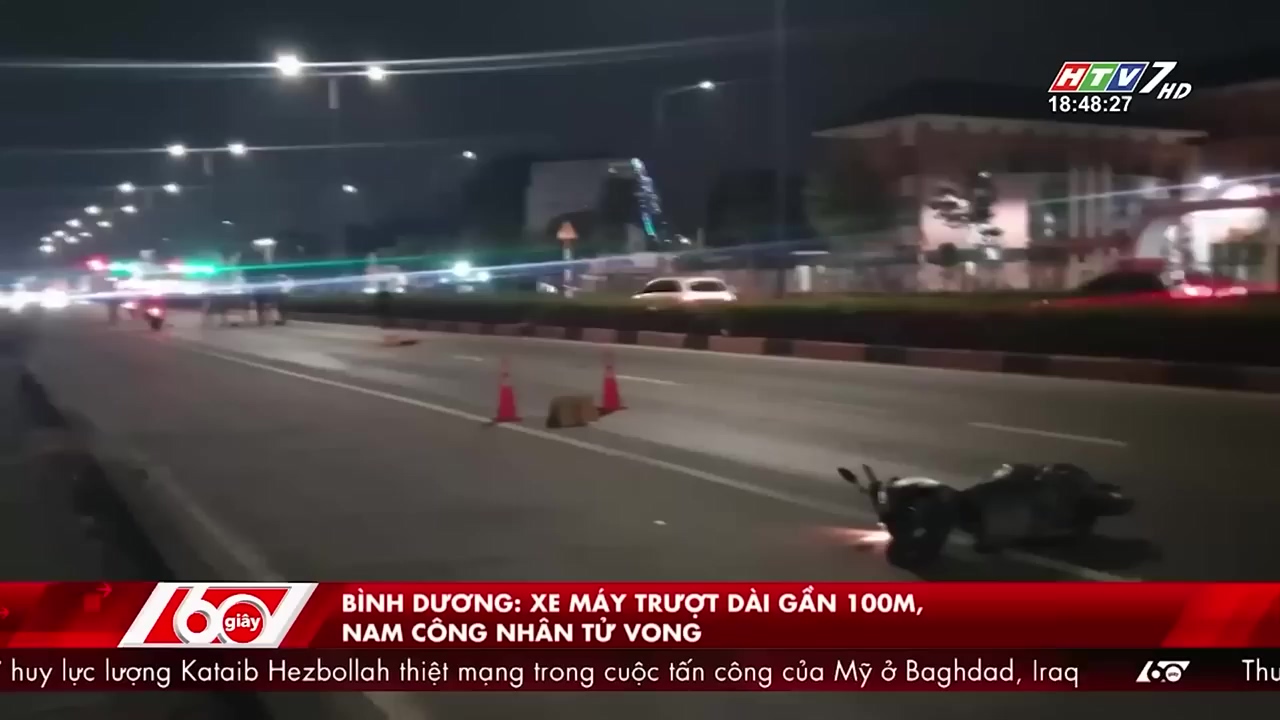 HTV7 HD
18:48:27
60 giây
BÌNH DƯƠNG: XE MÁY TRƯỢT DÀI GẦN 100M,
NAM CÔNG NHÂN TỬ VONG
huy lực lượng Kataib Hezbollah thiệt mạng trong cuộc tấn công của Mỹ ở Baghdad, Iraq 60 giây